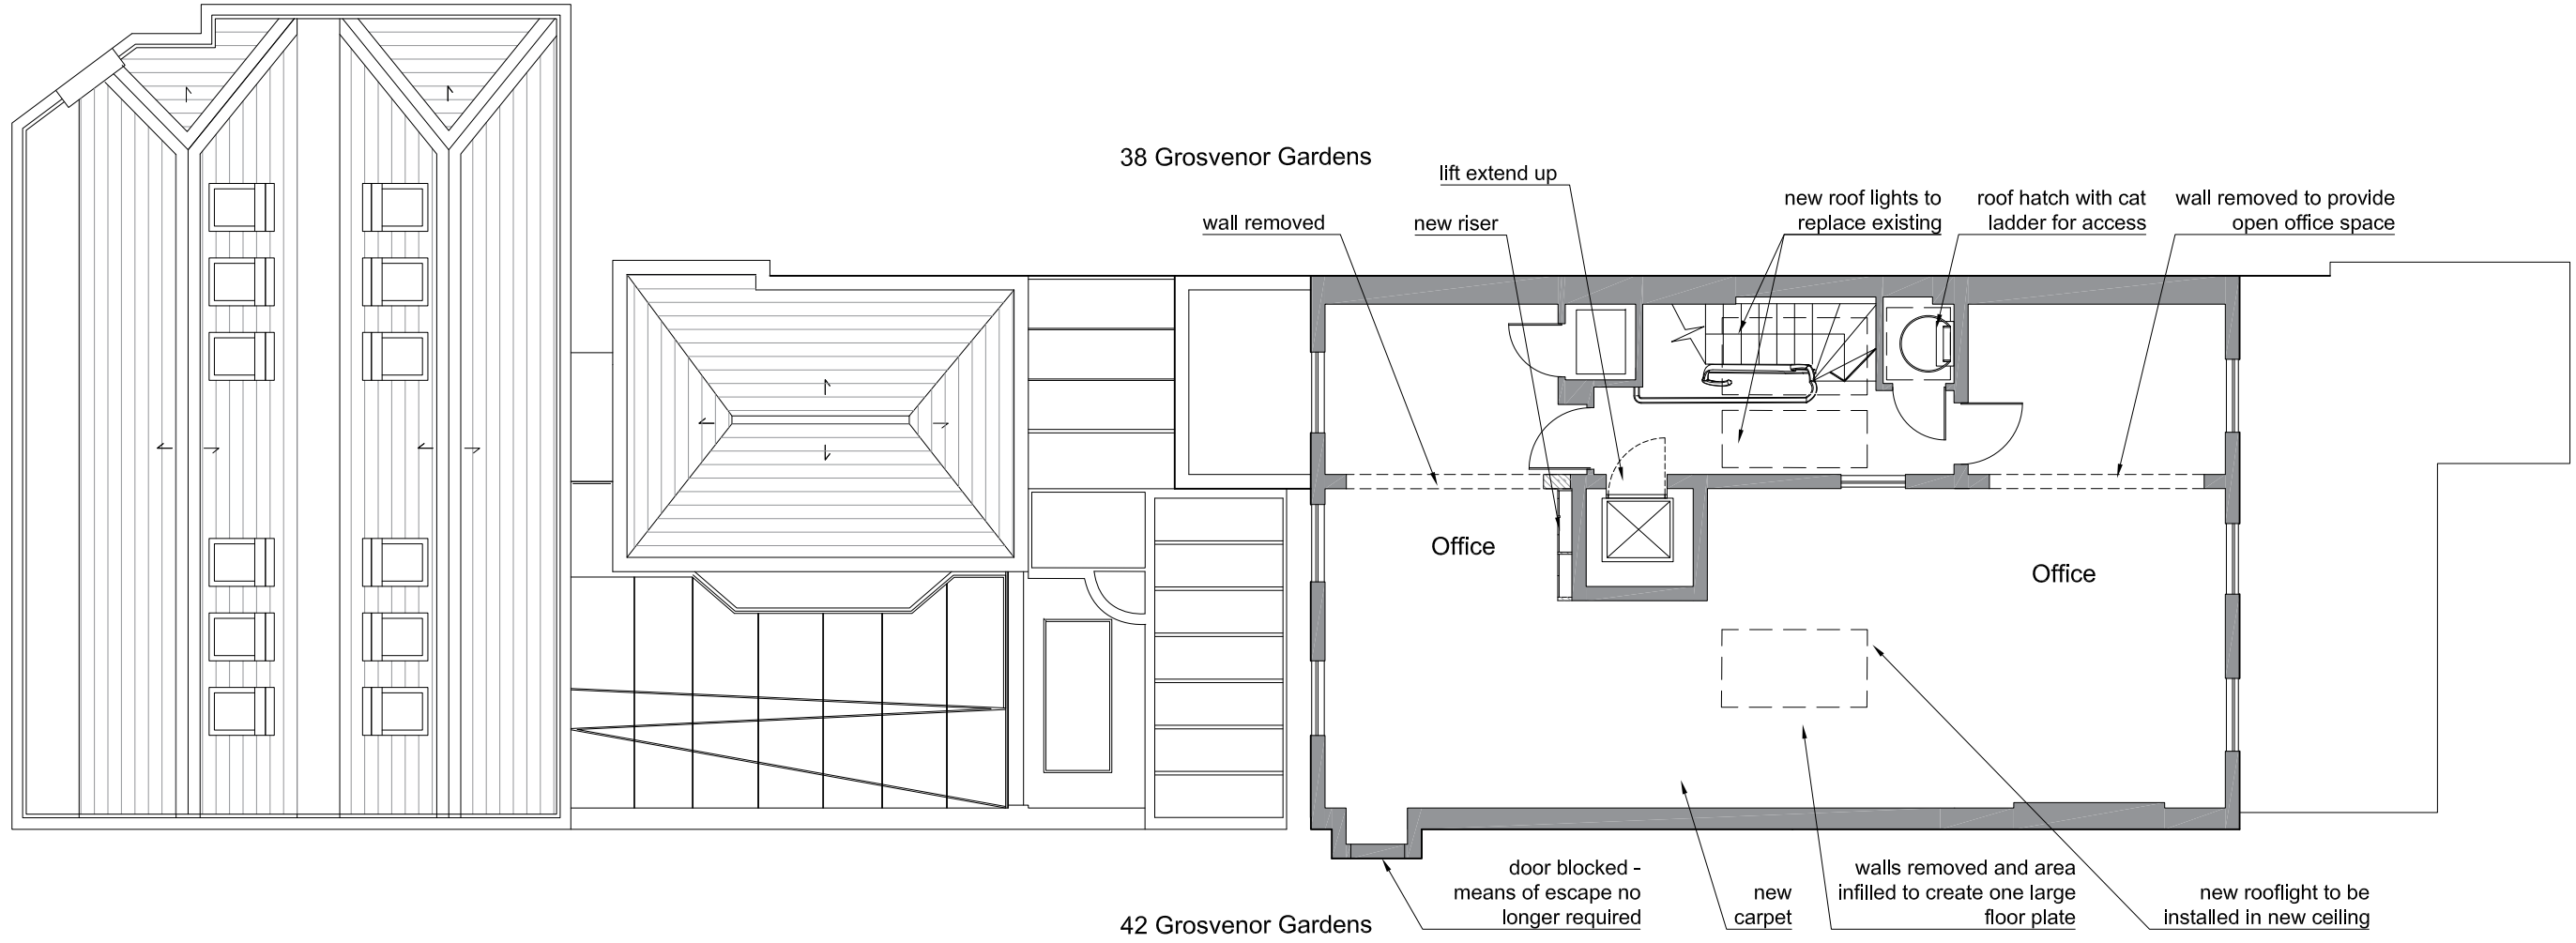 38 Grosvenor Gardens
lift extend up
wall removed
new riser
new roof lights to
replace existing
roof hatch with cat
ladder for access
wall removed to provide
open office space
Office
Office
door blocked -
means of escape no
longer required
new
carpet
walls removed and area
infilled to create one large
floor plate
new rooflight to be
installed in new ceiling
42 Grosvenor Gardens